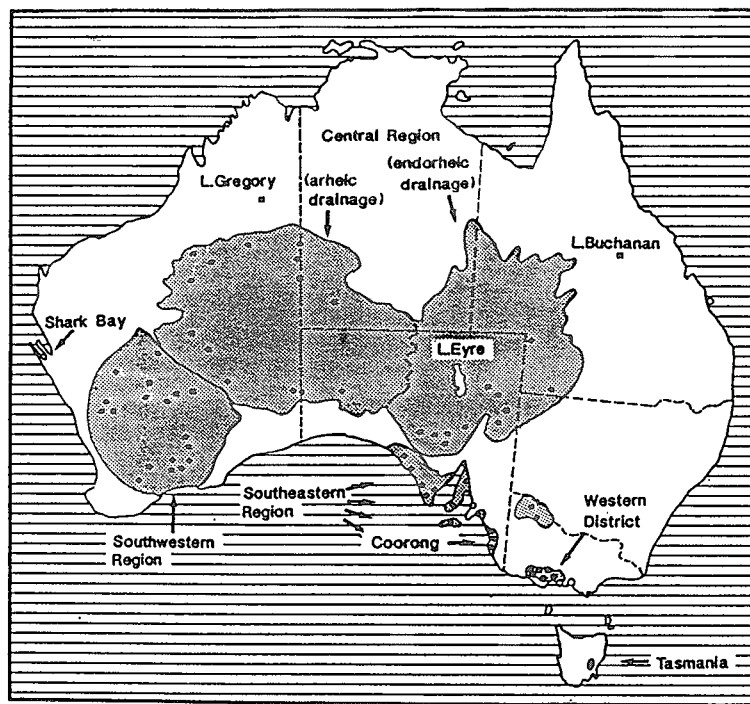 Central Region
(endorheic
drainage)
L.Gregory
(arheic
drainage)
L.Buchanan
Shark Bay
L.Eyre
Southeastern
Region
Western
District
Southwestern
Region
Coorong
Tasmania